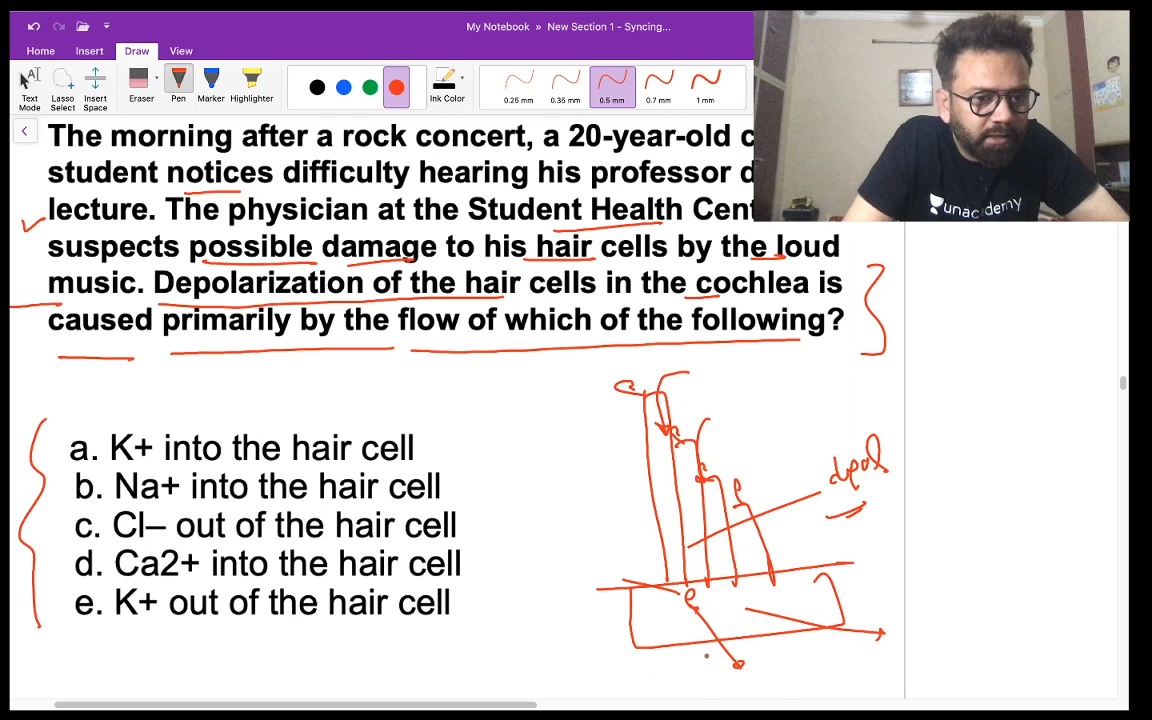 My Notebook » New Section 1 - Syncing...
Home Insert Draw View
Text Mode
Lasso Select
Insert Space
Eraser
Pen
Marker
Highlighter
Ink Color
0.25 mm
0.35 mm
0.5 mm
0.7 mm
1 mm
The morning after a rock concert, a 20-year-old c
student notices difficulty hearing his professor d
lecture. The physician at the Student Health Cent
suspects possible damage to his hair cells by the loud
music. Depolarization of the hair cells in the cochlea is
caused primarily by the flow of which of the following?
unacademy
a. K+ into the hair cell
b. Na+ into the hair cell
c. Cl– out of the hair cell
d. Ca2+ into the hair cell
e. K+ out of the hair cell
depol